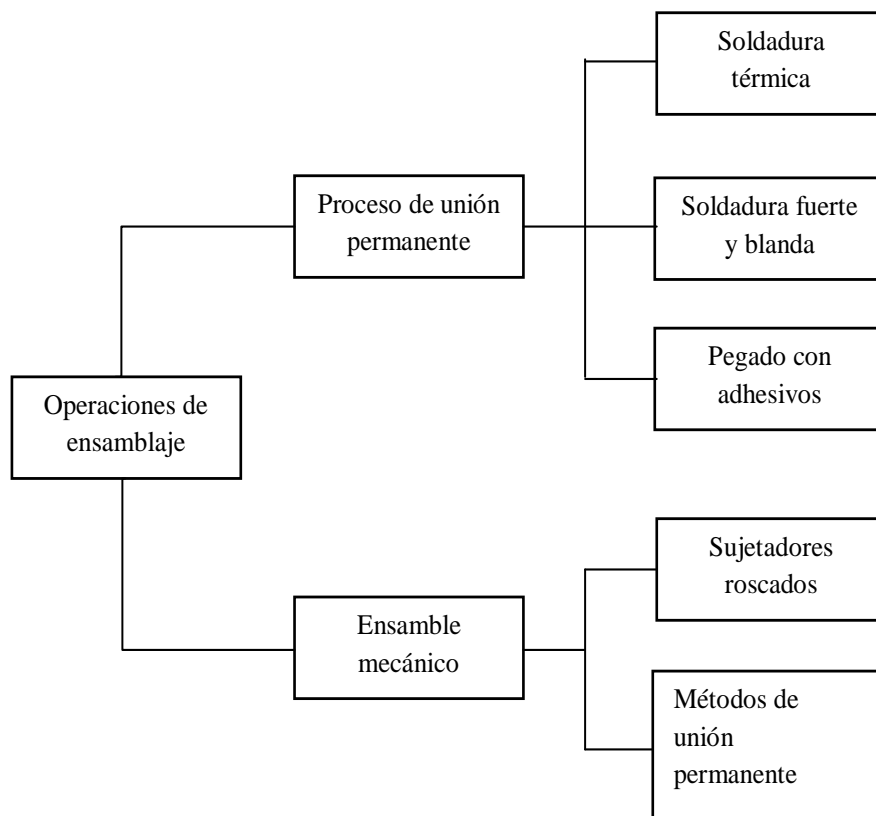 Soldadura
térmica
Proceso de unión
permanente
Soldadura fuerte
y blanda
Pegado con
adhesivos
Operaciones de
ensamblaje
Sujetadores
roscados
Ensamble
mecánico
Métodos de
unión
permanente